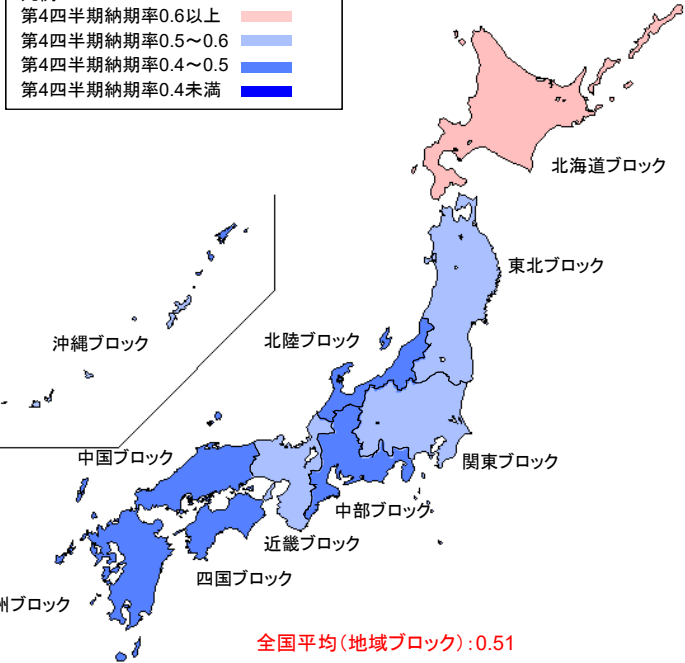 第4四半期納期率0.6以上
第4四半期納期率0.5～0.6
第4四半期納期率0.4～0.5
第4四半期納期率0.4未満
北海道ブロック
東北ブロック
沖縄ブロック
北陸ブロック
中国ブロック
関東ブロック
中部ブロック
近畿ブロック
四国ブロック
州ブロック
全国平均（地域ブロック）：0.51